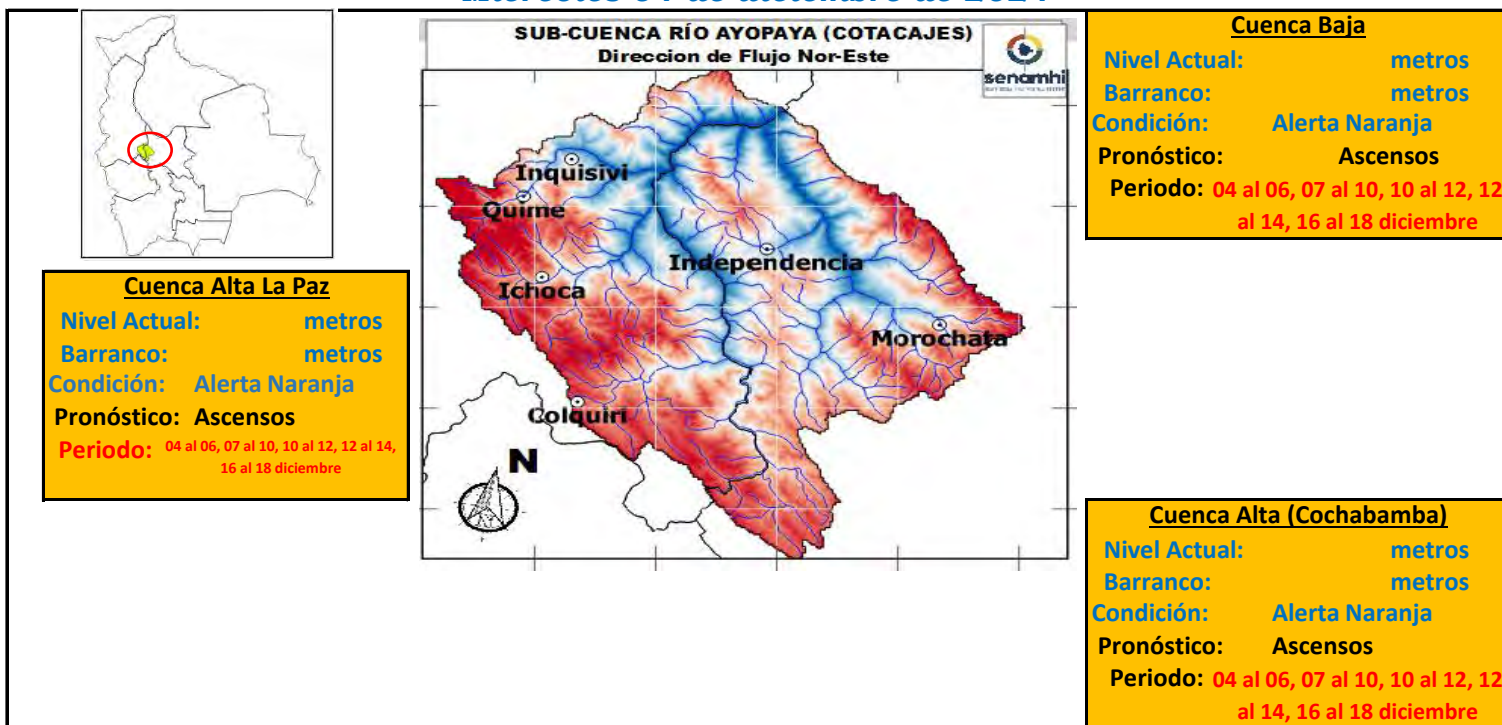 SUB-CUENCA RÍO AYOPAYA (COTACAJES)
Direccion de Flujo Nor-Este
senamhi
Inquisivi
Quime
Independencia
Ichoca
Morochata
Colquiri
N
Cuenca Alta La Paz
Nivel Actual: metros
Barranco: metros
Condición: Alerta Naranja
Pronóstico: Ascensos
Periodo: 04 al 06, 07 al 10, 10 al 12, 12 al 14,
16 al 18 diciembre
Cuenca Baja
Nivel Actual: metros
Barranco: metros
Condición: Alerta Naranja
Pronóstico: Ascensos
Periodo: 04 al 06, 07 al 10, 10 al 12, 12
al 14, 16 al 18 diciembre
Cuenca Alta (Cochabamba)
Nivel Actual: metros
Barranco: metros
Condición: Alerta Naranja
Pronóstico: Ascensos
Periodo: 04 al 06, 07 al 10, 10 al 12, 12
al 14, 16 al 18 diciembre